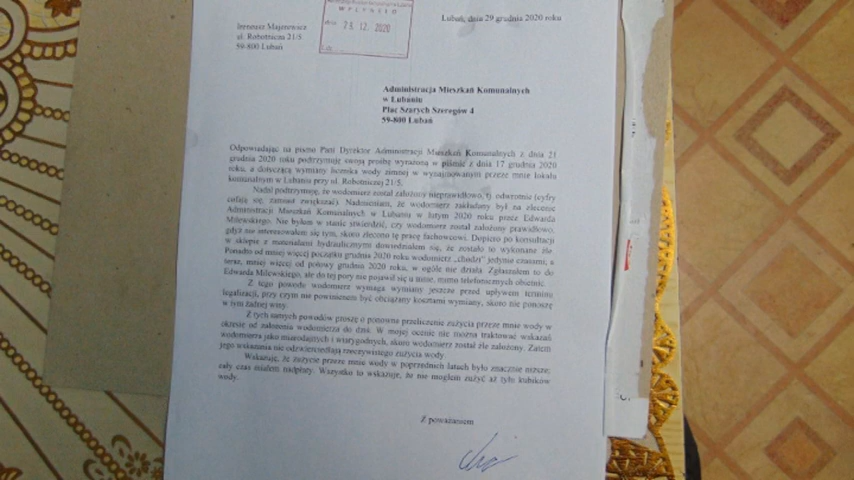 Lubań, dnia 29 grudnia 2020 roku
WPŁYNĘŁO
dnia 28. 12. 2020
Ireneusz Majerowicz
ul. Robotnicza 21/5
59-800 Lubań
Administracja Mieszkań Komunalnych
w Lubaniu
Plac Szarych Szeregów 4
59-800 Lubań
Odpowiadając na pismo Pani Dyrektor Administracji Mieszkań Komunalnych z dnia 21
grudnia 2020 roku podtrzymuję swoją prośbę wyrażoną w piśmie z dnia 17 grudnia 2020
roku, a dotyczącą wymiany licznika wody zimnej w wynajmowanym przeze mnie lokalu
komunalnym w Lubaniu przy ul. Robotniczej 21/5.
Nadal podtrzymuję, że wodomierz został założony nieprawidłowo, tj odwrotnie (cyfry
cofają się, zamiast zwiększać). Nadmieniam, że wodomierz zakładany był na zlecenie
Administracji Mieszkań Komunalnych w Lubaniu w lutym 2020 roku przez Edwarda
Milewskiego. Nie byłem w stanie stwierdzić, czy wodomierz został założony prawidłowo,
gdyż nie interesowałem się tym, skoro zlecono tę pracę fachowcowi. Dopiero po konsultacji
w sklepie z materiałami hydraulicznymi dowiedziałem się, że zostało to wykonane źle.
Ponadto od mniej więcej początku grudnia 2020 roku wodomierz „chodzi” jedynie czasami, a
teraz, mniej więcej od połowy grudnia 2020 roku, w ogóle nie działa. Zgłaszałem to do
Edwarda Milewskiego, ale do tej pory nie pojawił się u mnie, mimo telefonicznych obietnic.
Z tego powodu wodomierz wymaga wymiany jeszcze przed upływem terminu
legalizacji, przy czym nie powinienem być obciążany kosztami wymiany, skoro nie ponoszę
w tym żadnej winy.
Z tych samych powodów proszę o ponowne przeliczenie zużycia przeze mnie wody w
okresie od założenia wodomierza do dnia. W mojej ocenie nie można traktować wskazań
wodomierza jako miarodajnych i wiarygodnych, skoro wodomierz został źle założony. Zatem
jego wskazania nie odzwierciedlają rzeczywistego zużycia wody.
Wskazuję, że zużycie przeze mnie wody w poprzednich latach było znacznie niższe,
cały czas miałem nadpłaty. Wszystko to wskazuje, że nie mogłem zużyć aż tylu kubików
wody.
Z poważaniem